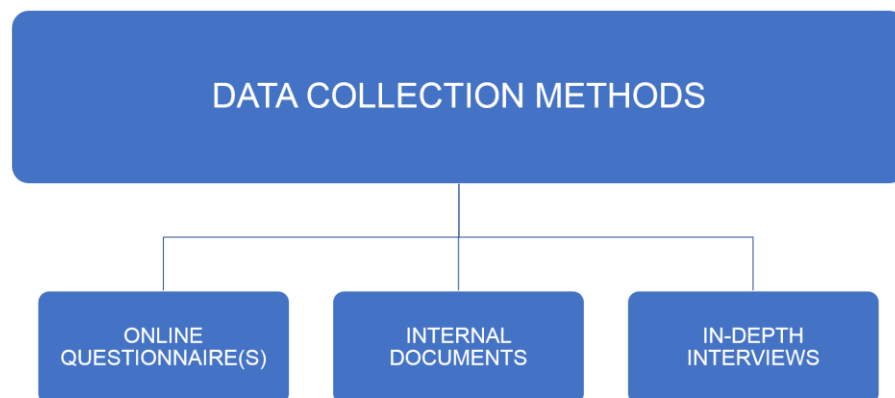 DATA COLLECTION METHODS
ONLINE
QUESTIONNAIRE(S)
INTERNAL
DOCUMENTS
IN-DEPTH
INTERVIEWS